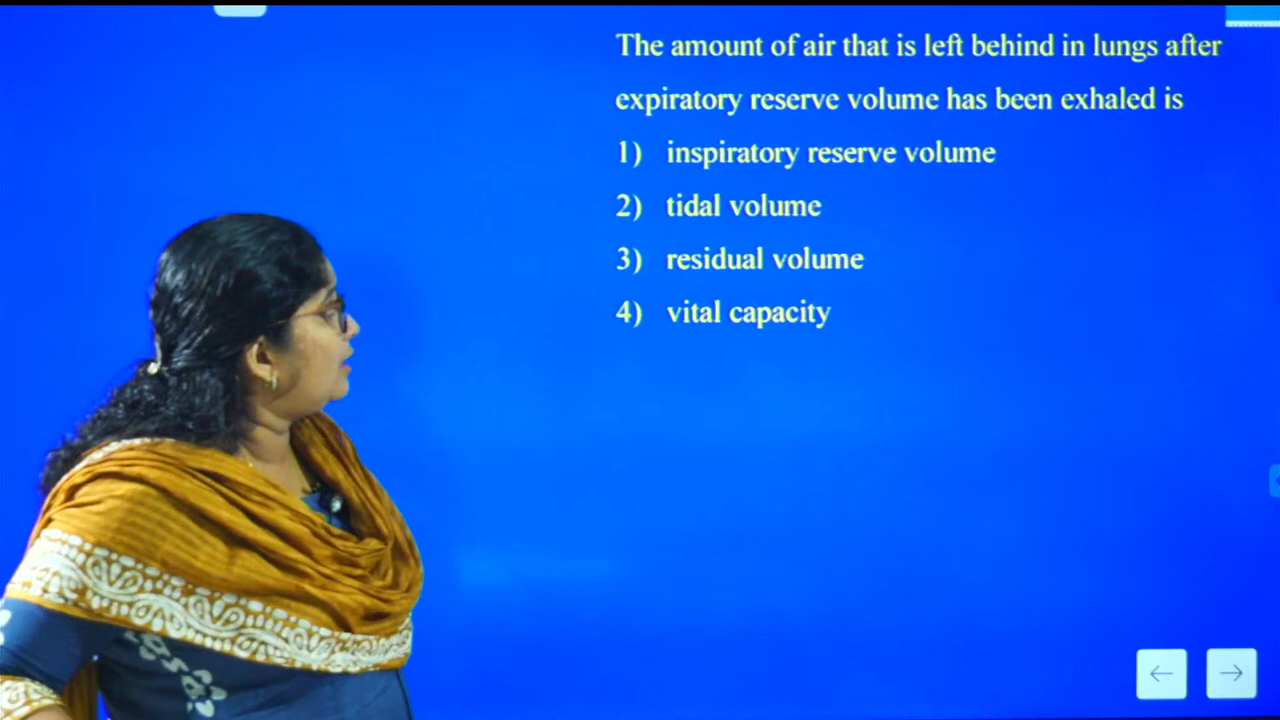 The amount of air that is left behind in lungs after
expiratory reserve volume has been exhaled is
1) inspiratory reserve volume
2) tidal volume
3) residual volume
4) vital capacity